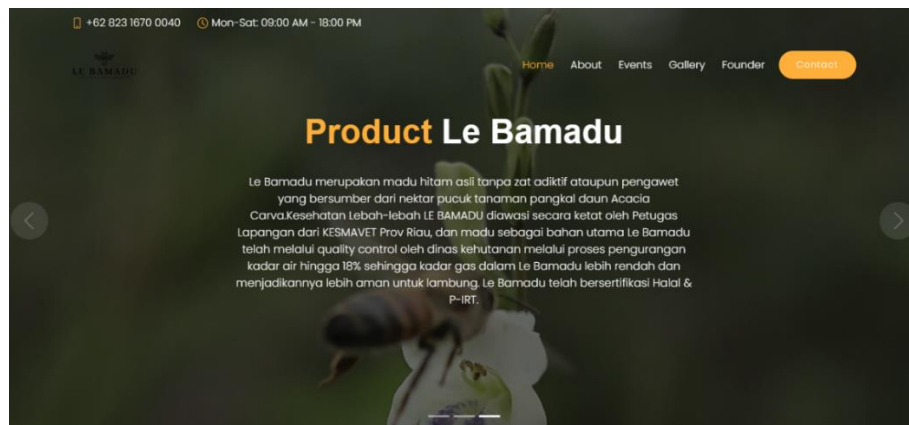 +62 823 1670 0040 Mon-Sat: 09:00 AM - 18:00 PM
LE BAMADU
Home About Events Gallery Founder Contact
Product Le Bamadu
Le Bamadu merupakan madu hitam asli tanpa zat adiktif ataupun pengawet
yang bersumber dari nektar pucuk tanaman pangkal daun Acacia
Carva.Kesehatan Lebah-lebah LE BAMADU diawasi secara ketat oleh Petugas
Lapangan dari KESMAVET Prov Riau, dan madu sebagai bahan utama Le Bamadu
telah melalui quality control oleh dinas kehutanan melalui proses pengurangan
kadar air hingga 18% sehingga kadar gas dalam Le Bamadu lebih rendah dan
menjadikannya lebih aman untuk lambung. Le Bamadu telah bersertifikasi Halal &
P-IRT.